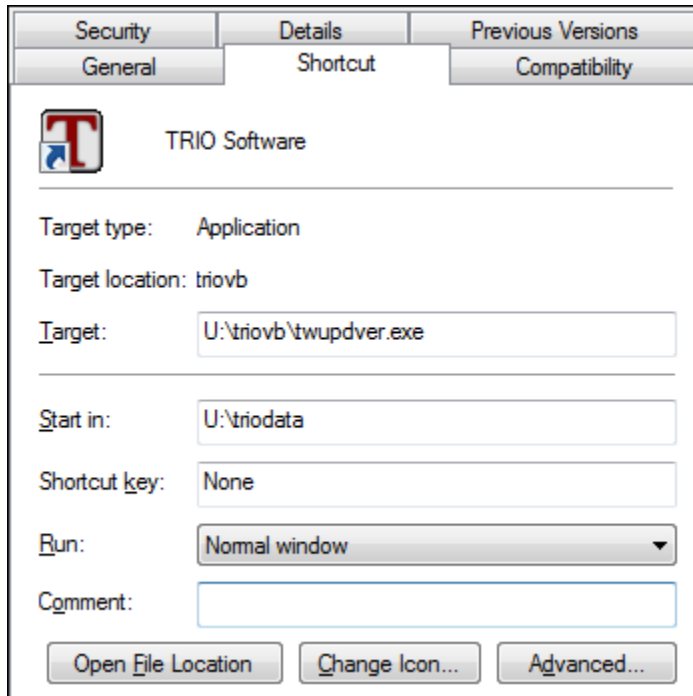 Security Details Previous Versions
General Shortcut Compatibility
T
TRIO Software
Target type: Application
Target location: triovb
Target: U:\triovb\twupdver.exe
Start in: U:\triodata
Shortcut key: None
Run: Normal window
Comment:
Open File Location Change Icon... Advanced...